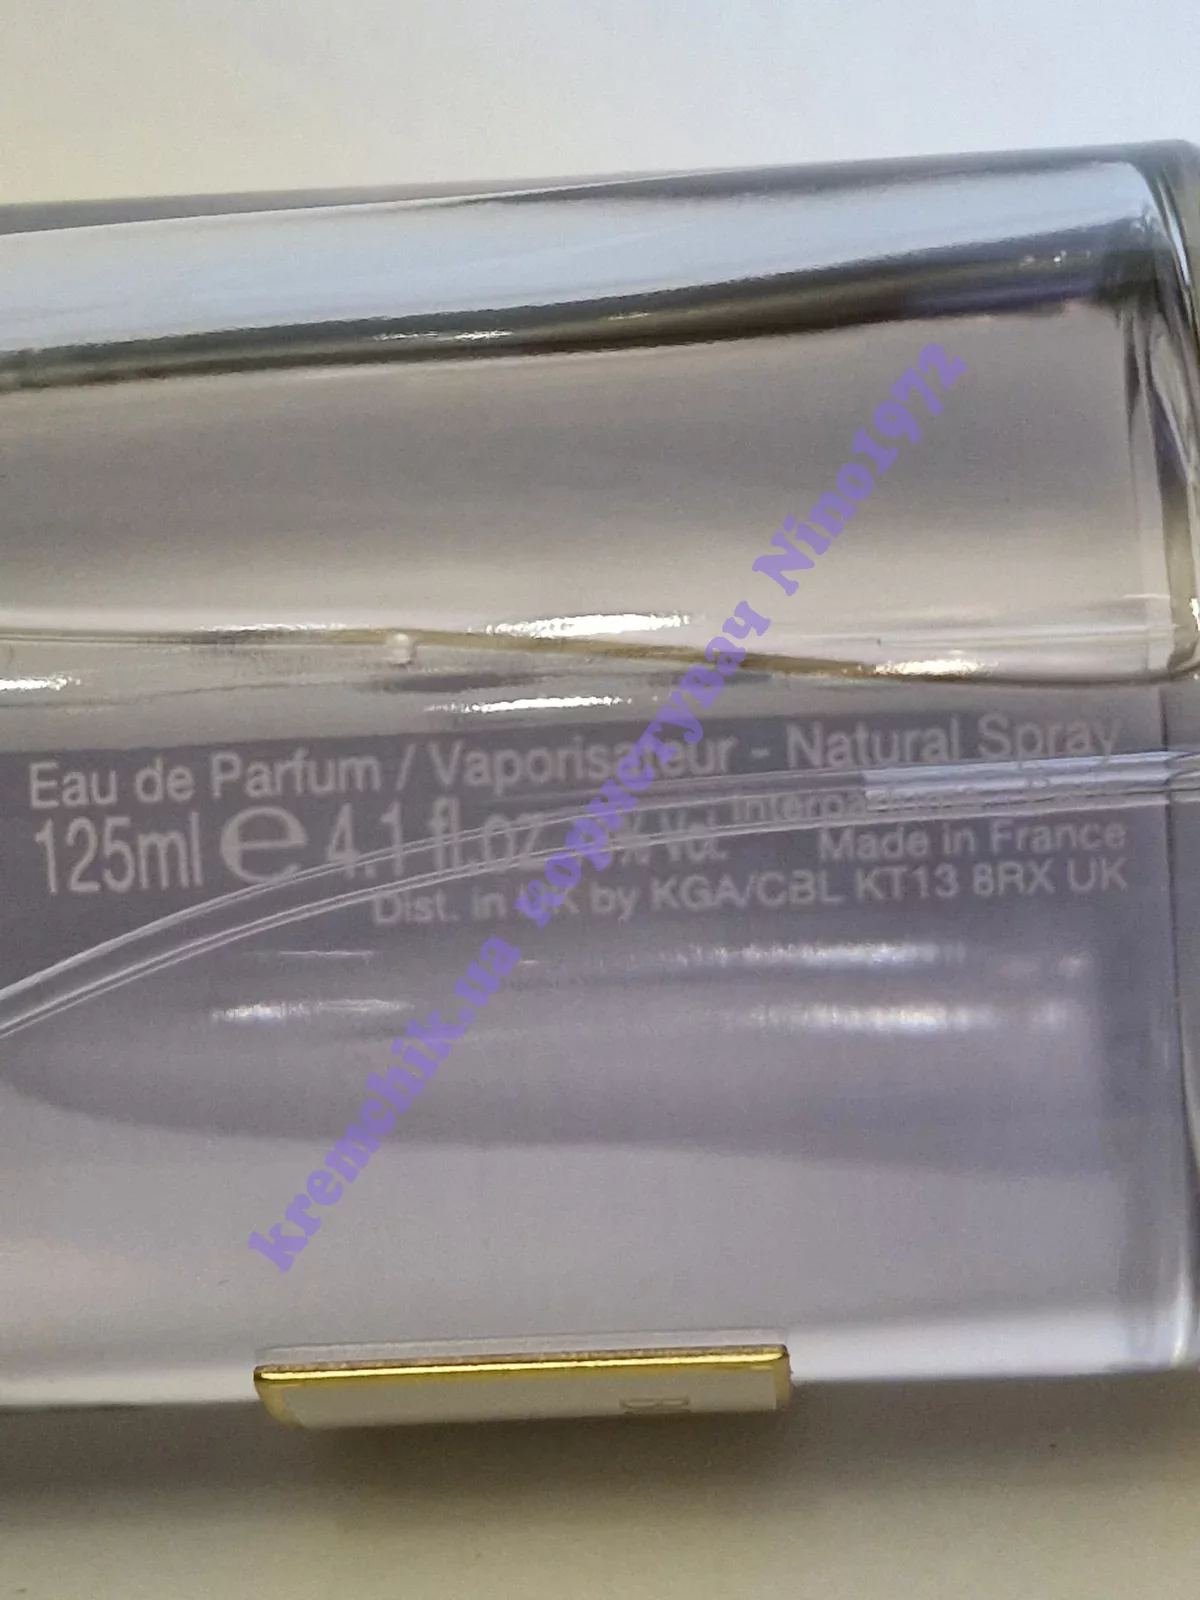 Eau de Parfum / Vaporisateur - Natural Spray
125ml e 4.1 fl.oz % Vol.
Made in France
Dist. in UK by KGA/CBL KT13 8RX UK
kremchik.ua користувач Nino1972